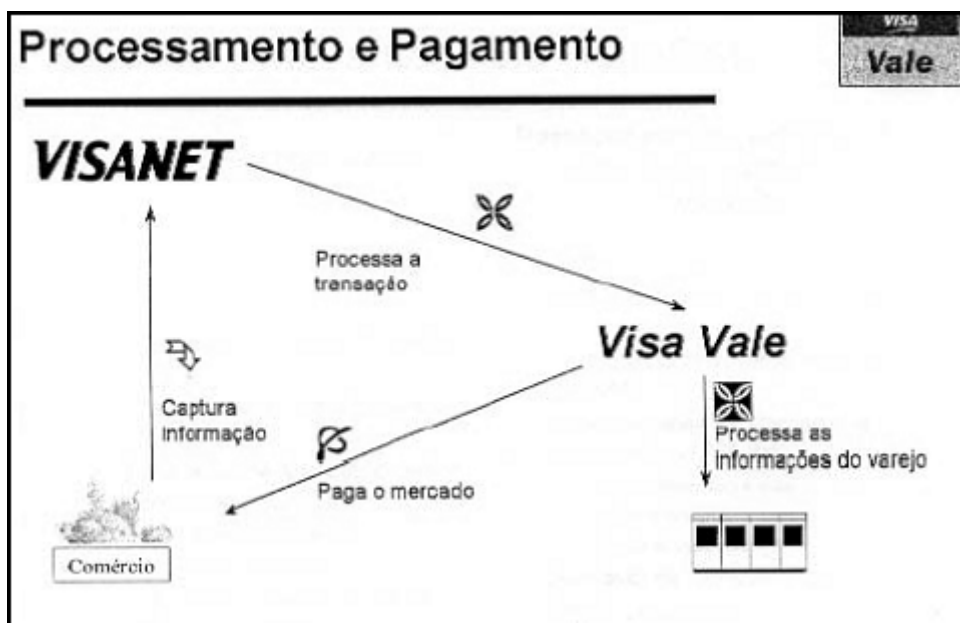 Processamento e Pagamento
VISA
Vale
VISANET
Processa a
transação
Visa Vale
Captura
informação
Processa as
informações do varejo
Paga o mercado
Comércio